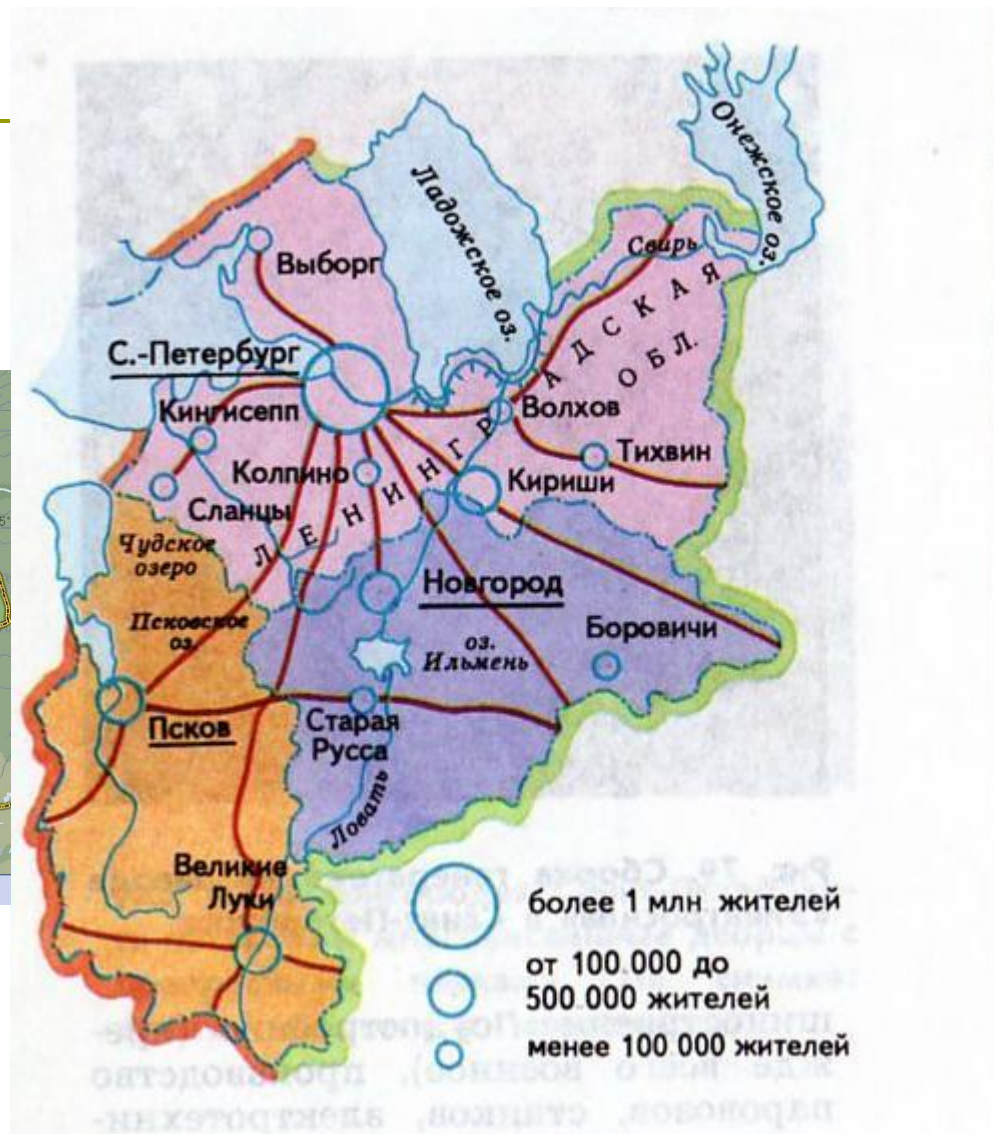 Онежское оз.
Ладожское оз.
Свирь
Выборг
ЛЕНИНГРАДСКАЯ
ОБЛ.
С.-Петербург
Кингисепп
Волхов
Тихвин
Колпино
Кириши
Сланцы
Чудское
озеро
Новгород
Псковское
оз.
Боровичи
оз.
Ильмень
Псков
Старая
Русса
Ловать
Великие
Луки
более 1 млн. жителей
от 100.000 до
500.000 жителей
менее 100.000 жителей